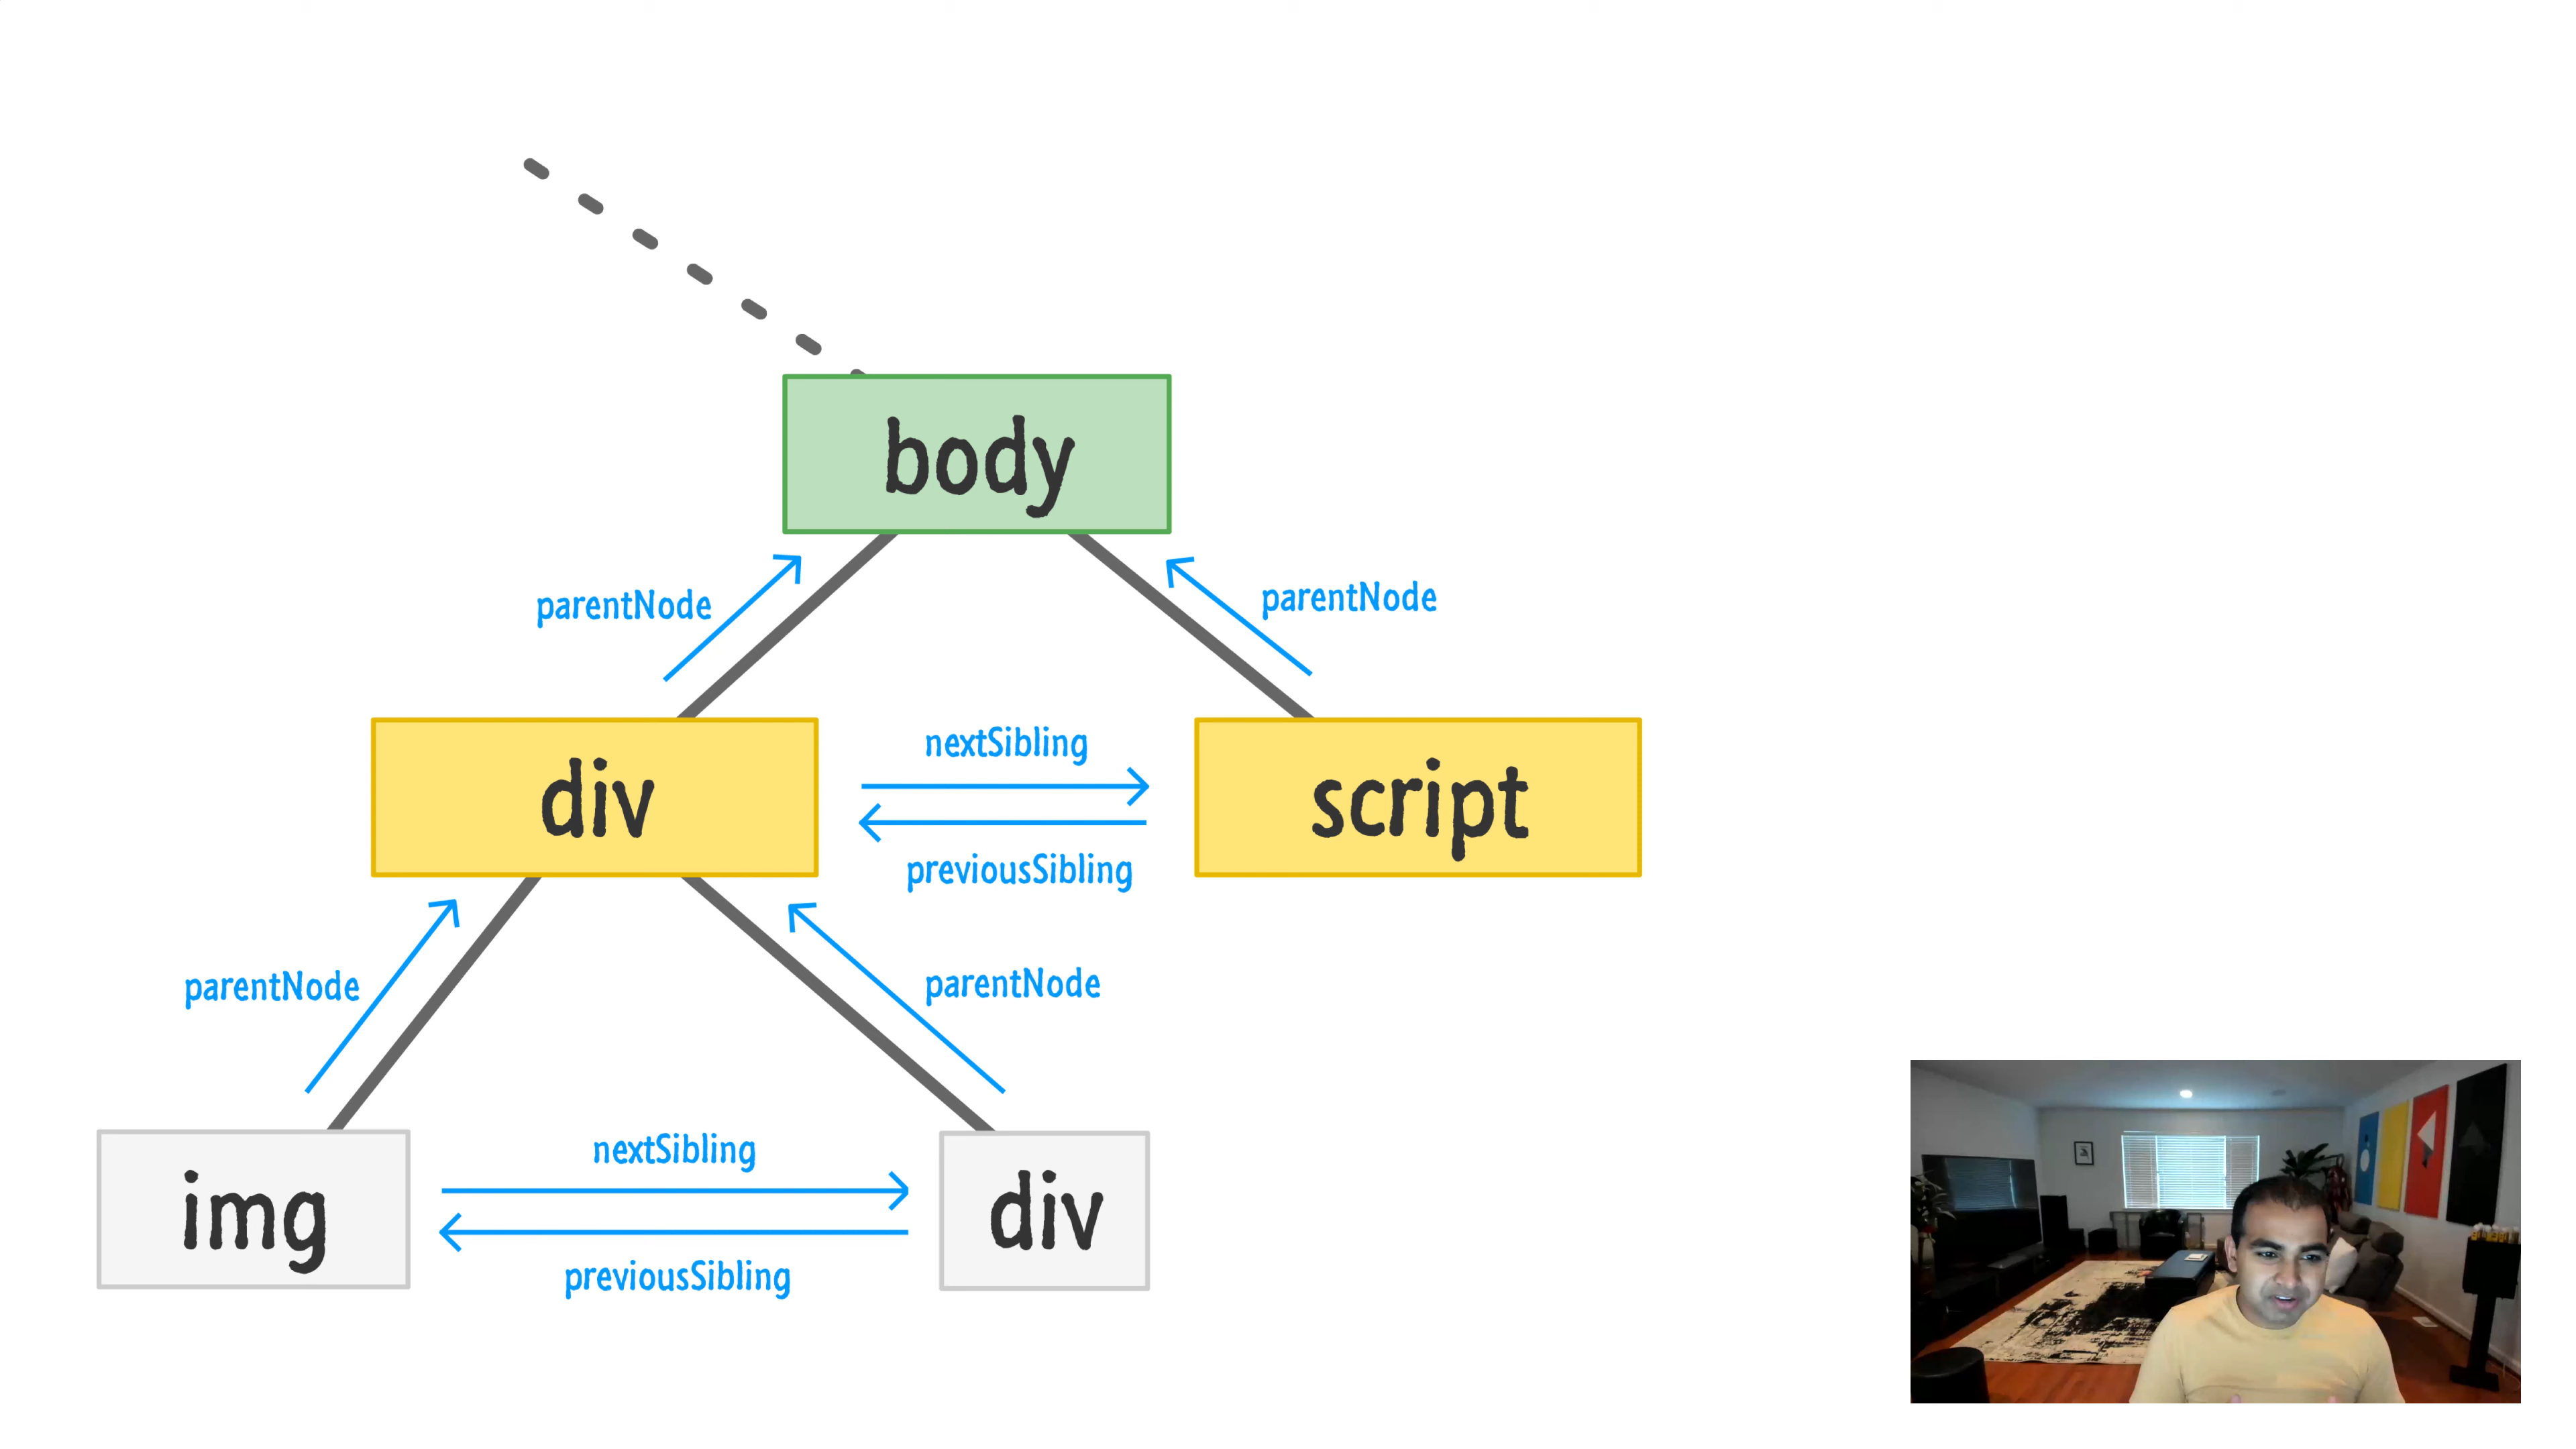 body
parentNode
parentNode
div
nextSibling
previousSibling
script
parentNode
parentNode
img
nextSibling
previousSibling
div